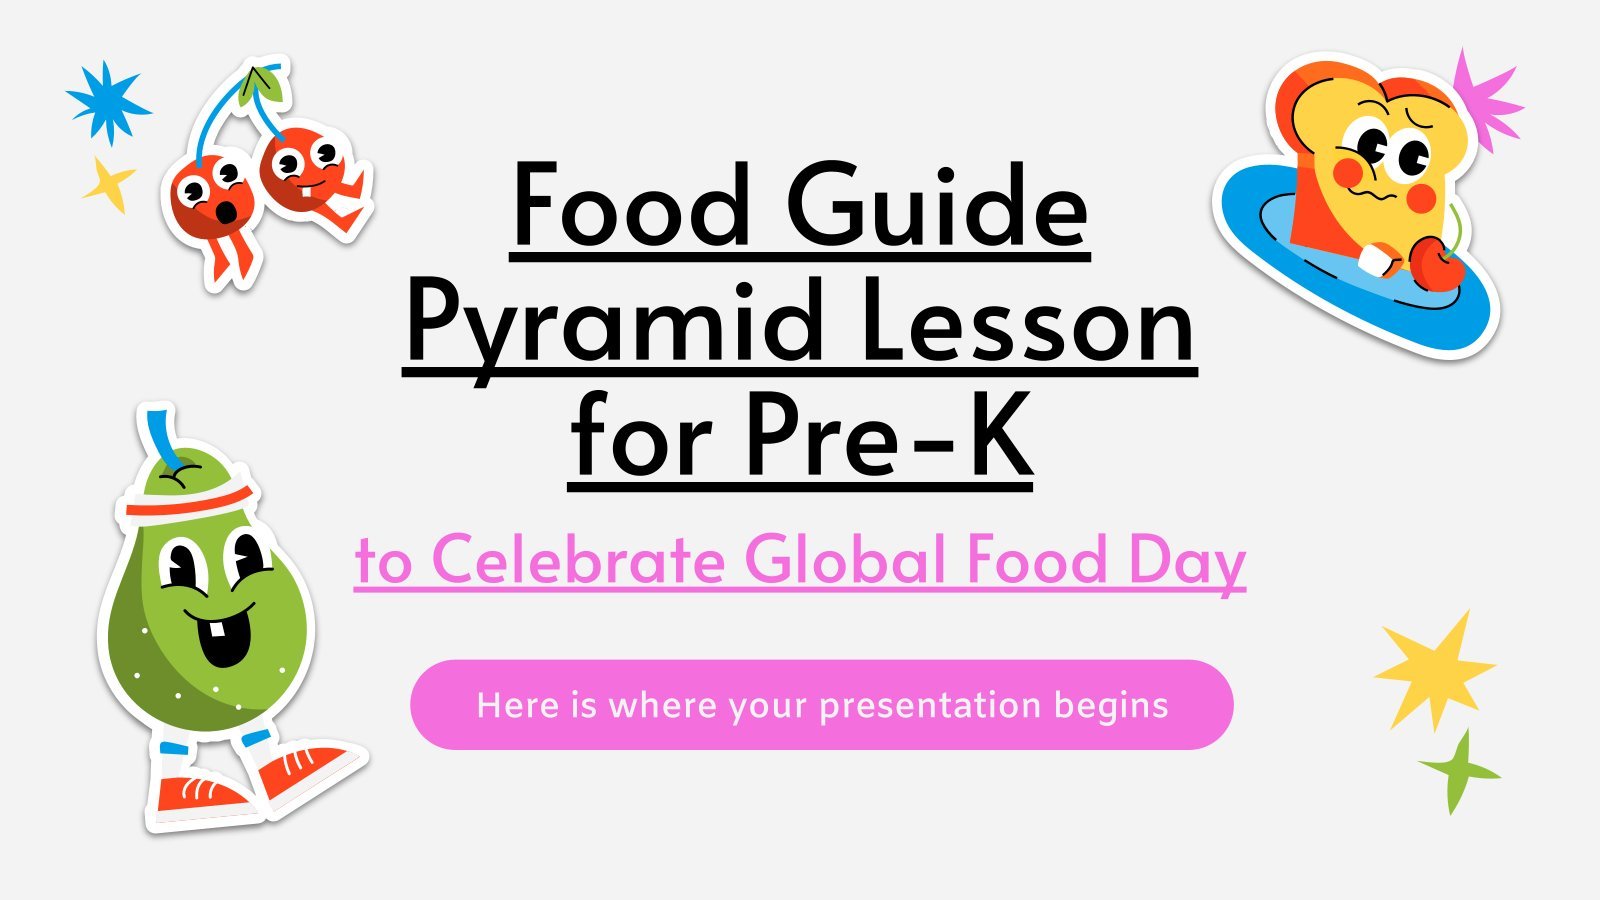 Food Guide
Pyramid Lesson
for Pre-K
to Celebrate Global Food Day
Here is where your presentation begins